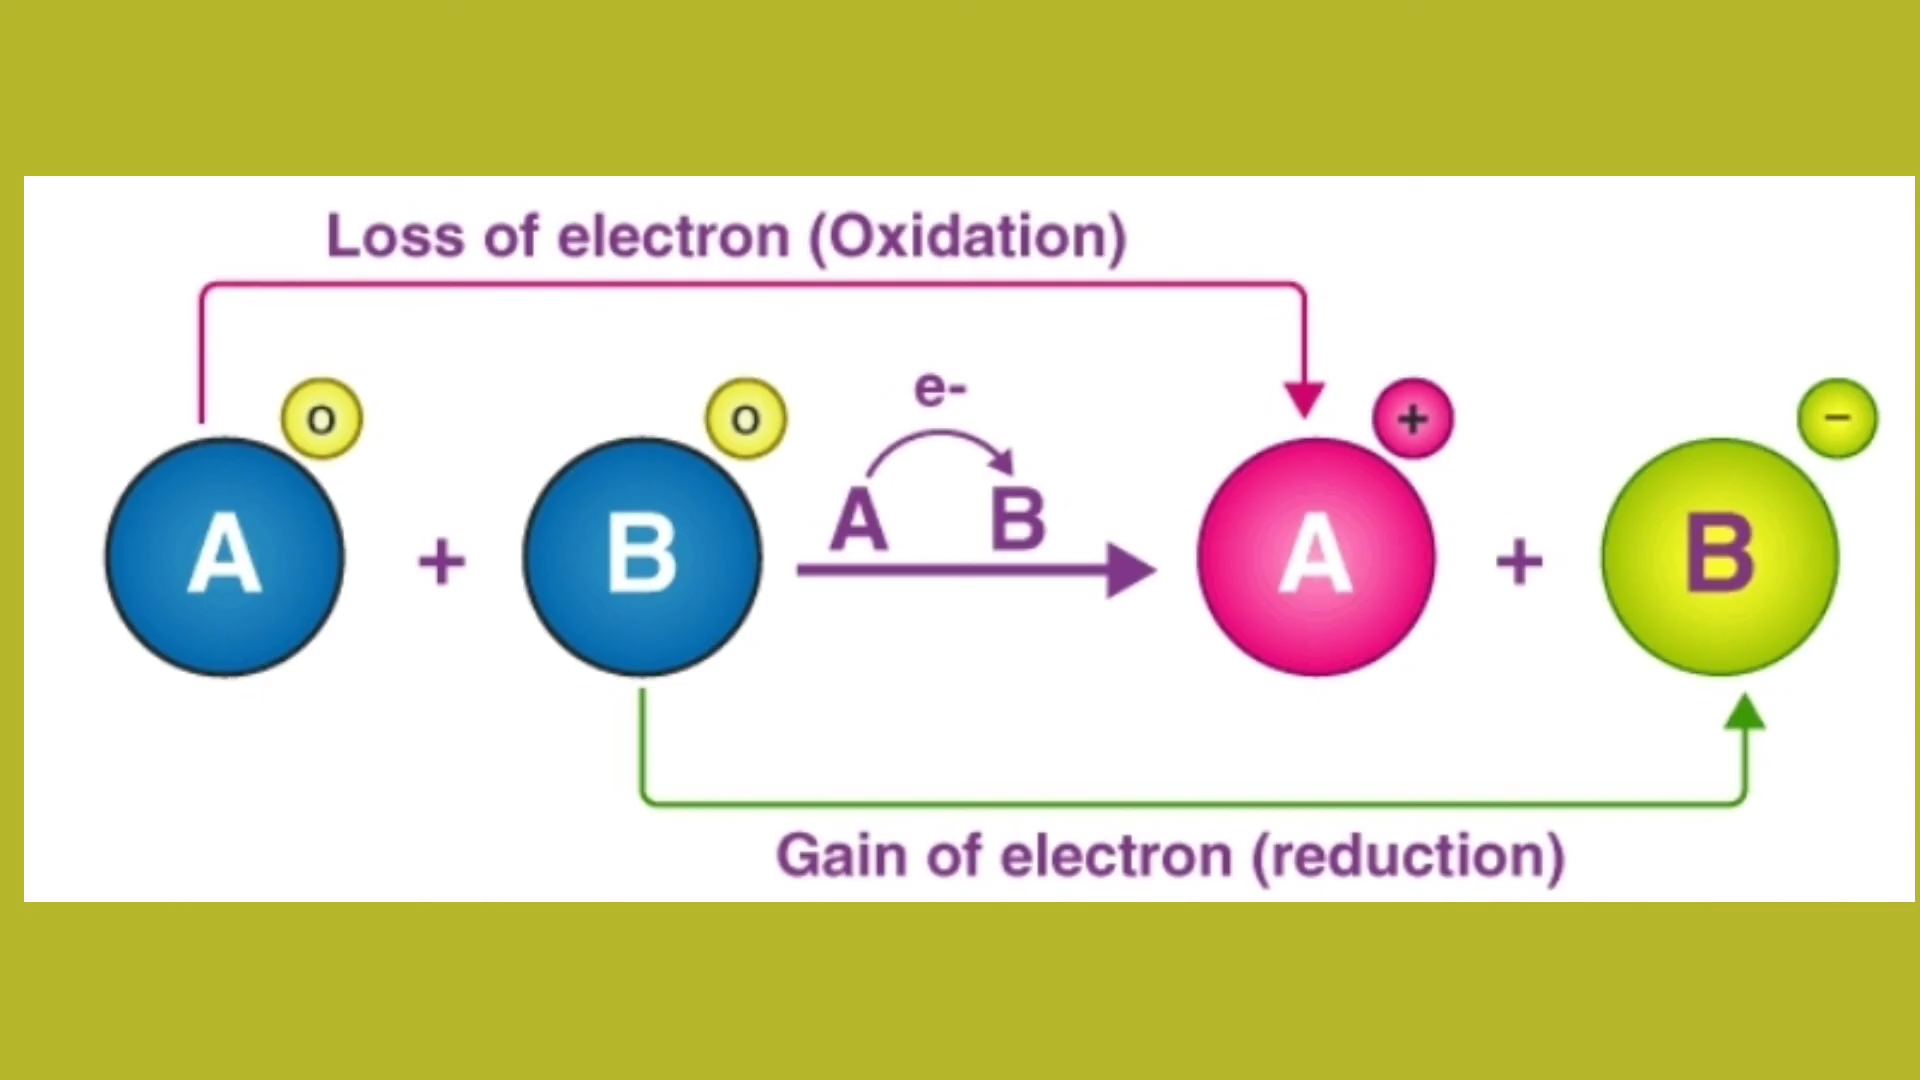 Loss of electron (Oxidation)
e-
o o + −
A + B A B A + B
Gain of electron (reduction)